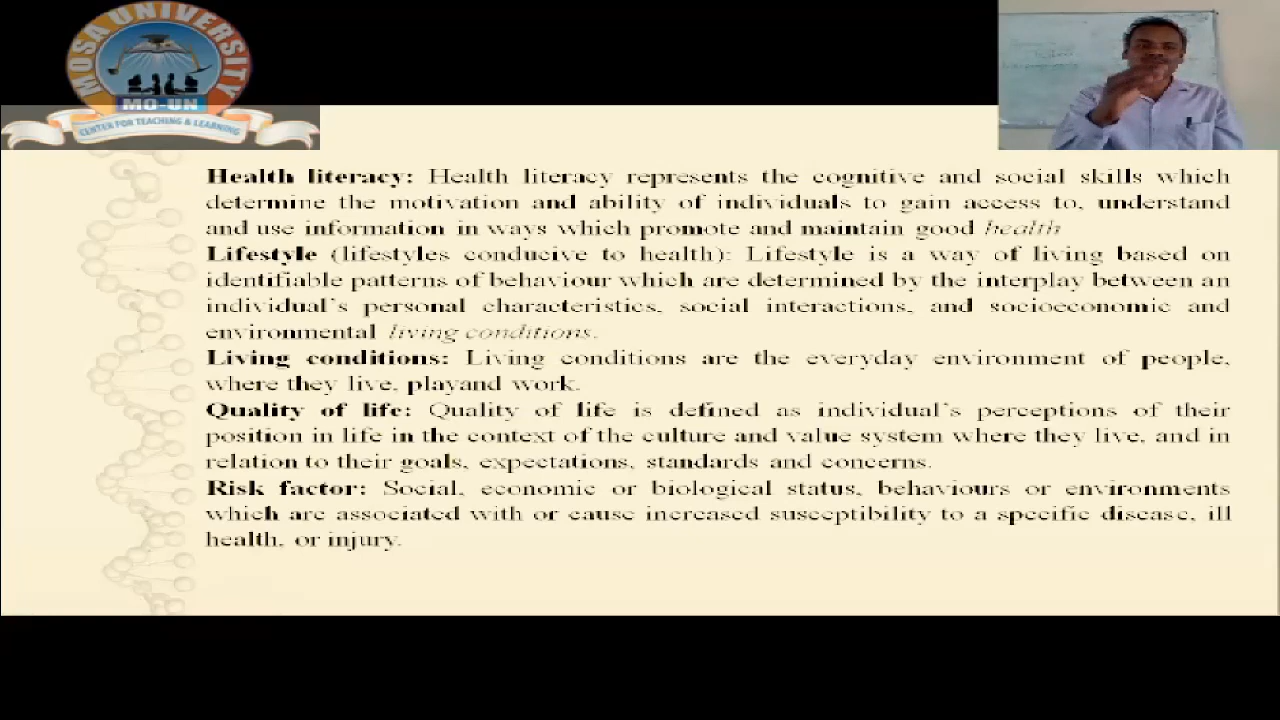 MOSA UNIVERSITY
MO-UN
CENTER FOR TEACHING & LEARNING
Health literacy: Health literacy represents the cognitive and social skills which
determine the motivation and ability of individuals to gain access to, understand
and use information in ways which promote and maintain good health
Lifestyle (lifestyles conducive to health): Lifestyle is a way of living based on
identifiable patterns of behaviour which are determined by the interplay between an
individual's personal characteristics, social interactions, and socioeconomic and
environmental living conditions.
Living conditions: Living conditions are the everyday environment of people,
where they live, playand work.
Quality of life: Quality of life is defined as individual's perceptions of their
position in life in the context of the culture and value system where they live, and in
relation to their goals, expectations, standards and concerns.
Risk factor: Social, economic or biological status, behaviours or environments
which are associated with or cause increased susceptibility to a specific disease, ill
health, or injury.